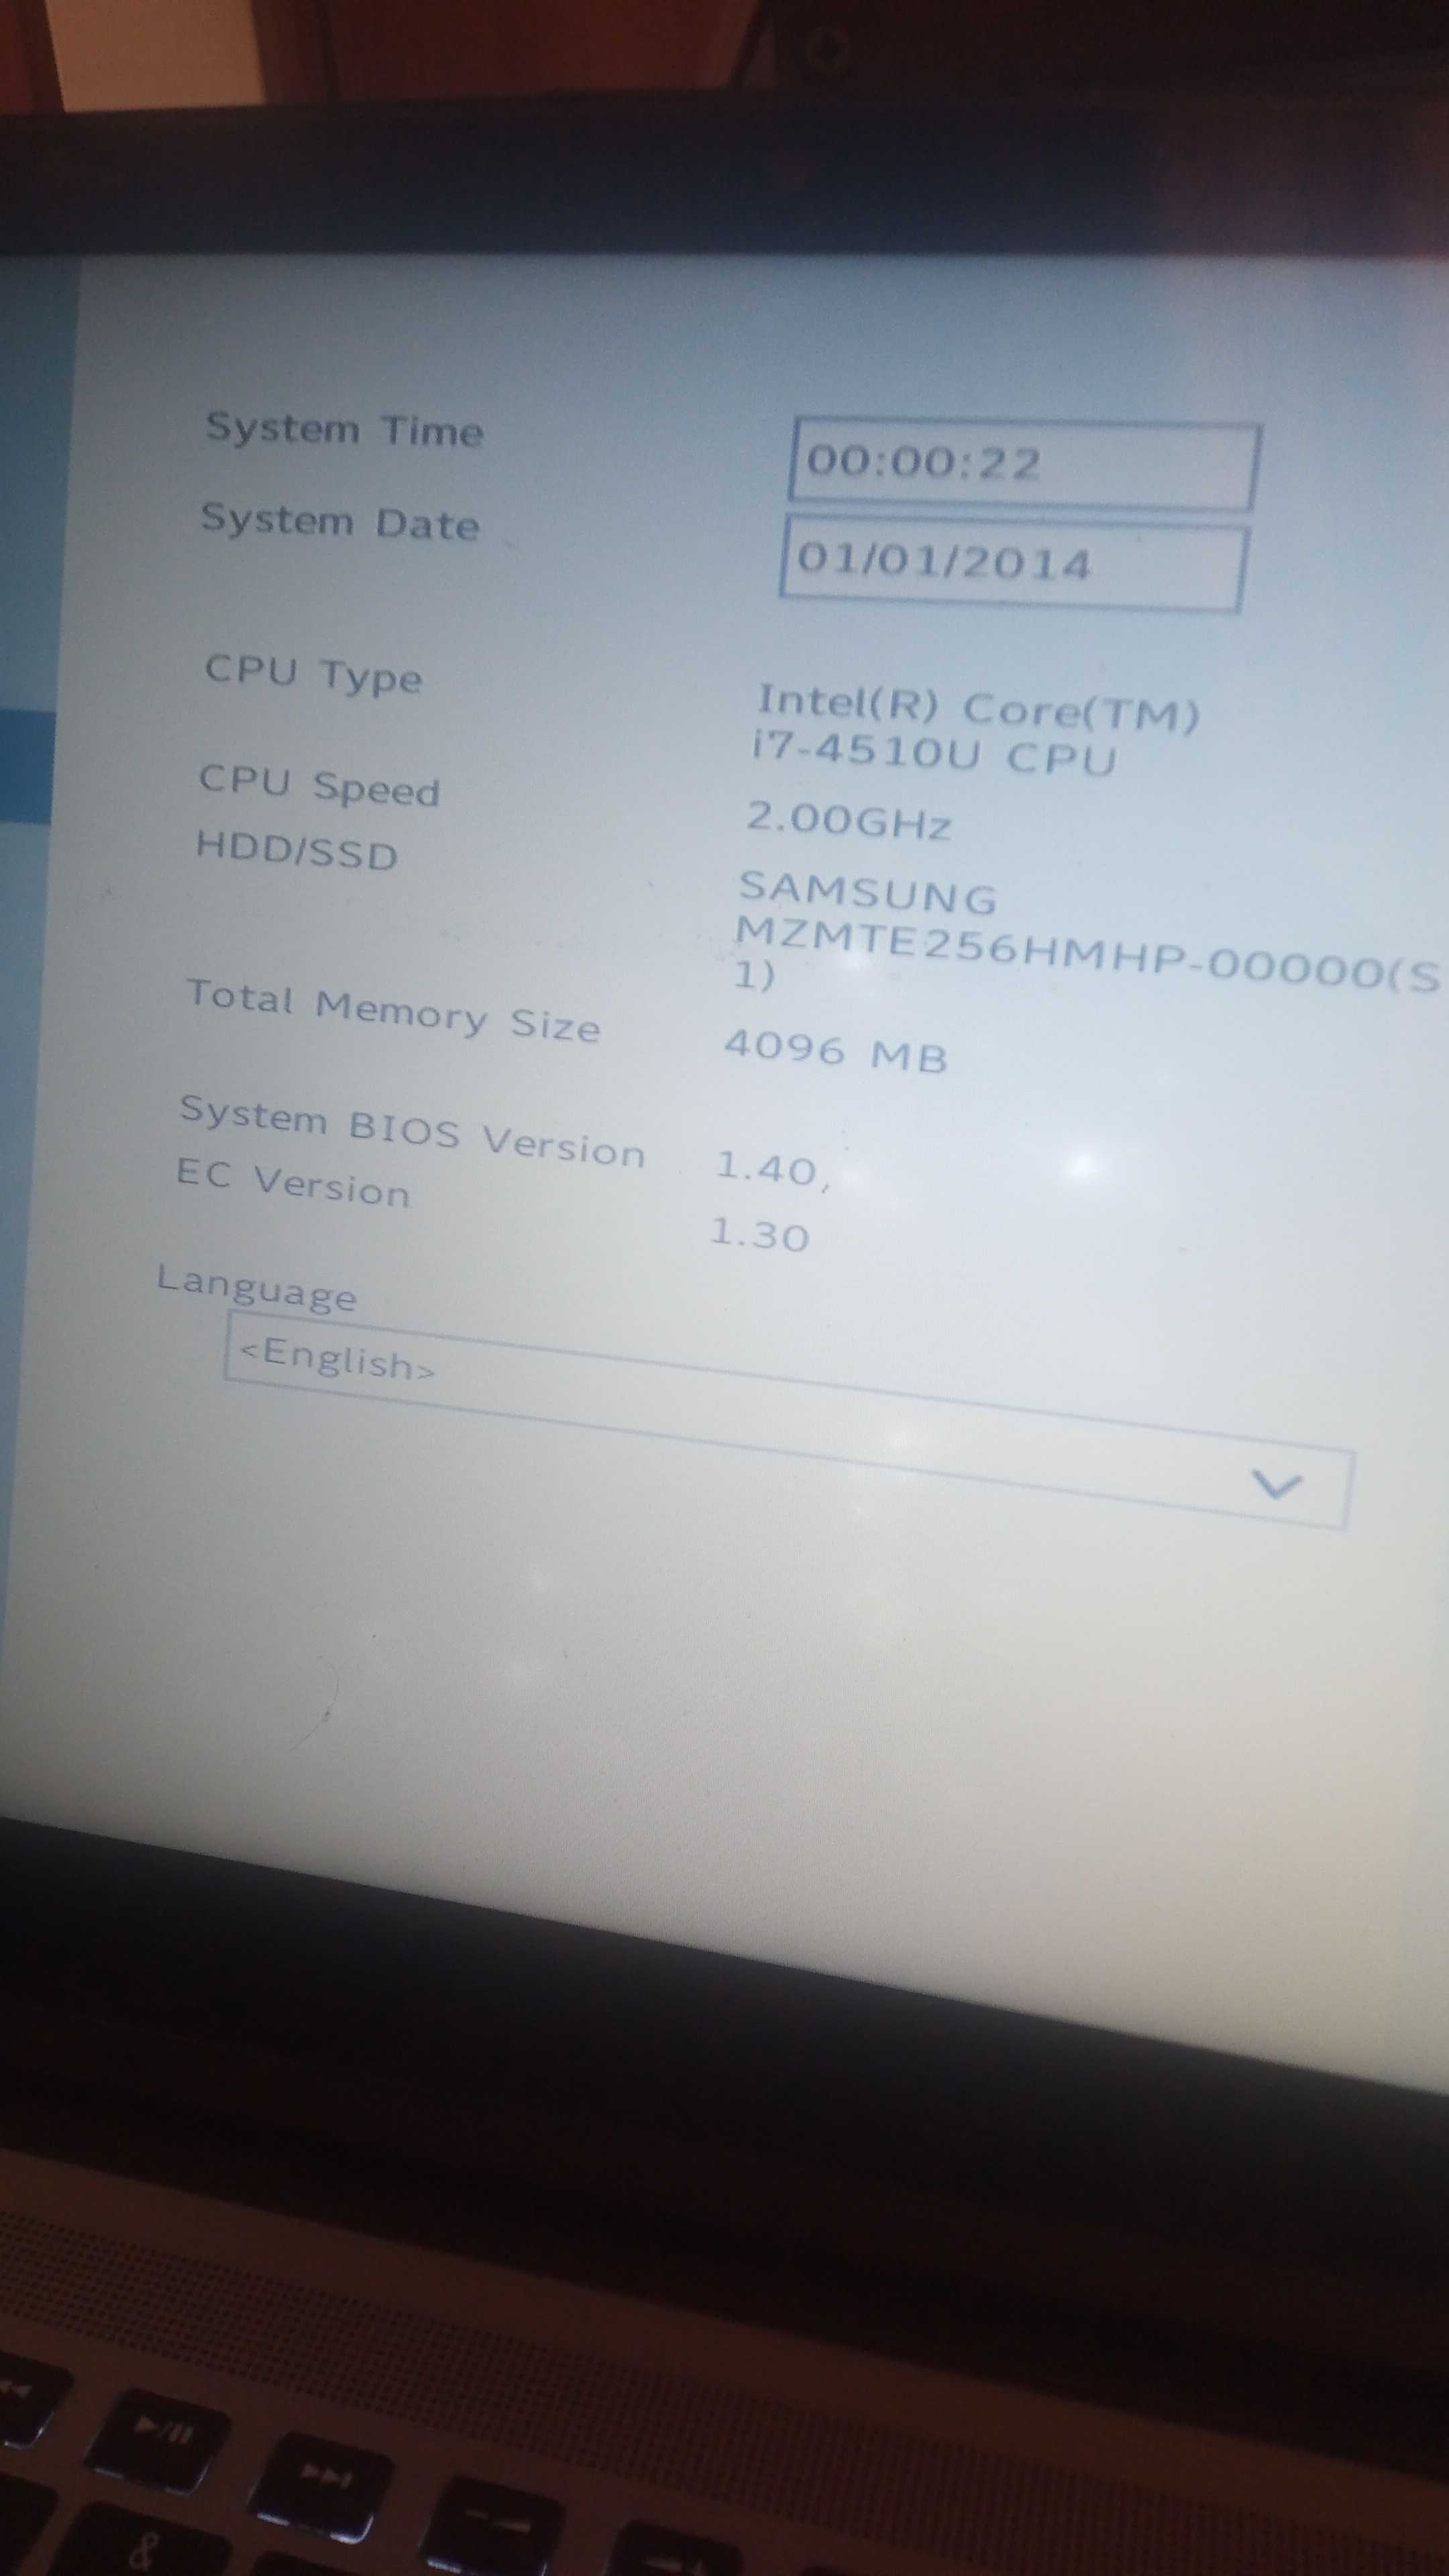 System Time 00:00:22
System Date 01/01/2014
CPU Type Intel(R) Core(TM)
i7-4510U CPU
CPU Speed 2.00GHz
HDD/SSD SAMSUNG
MZMTE256HMHP-00000(S
1)
Total Memory Size 4096 MB
System BIOS Version 1.40,
EC Version 1.30
Language
<English>
&